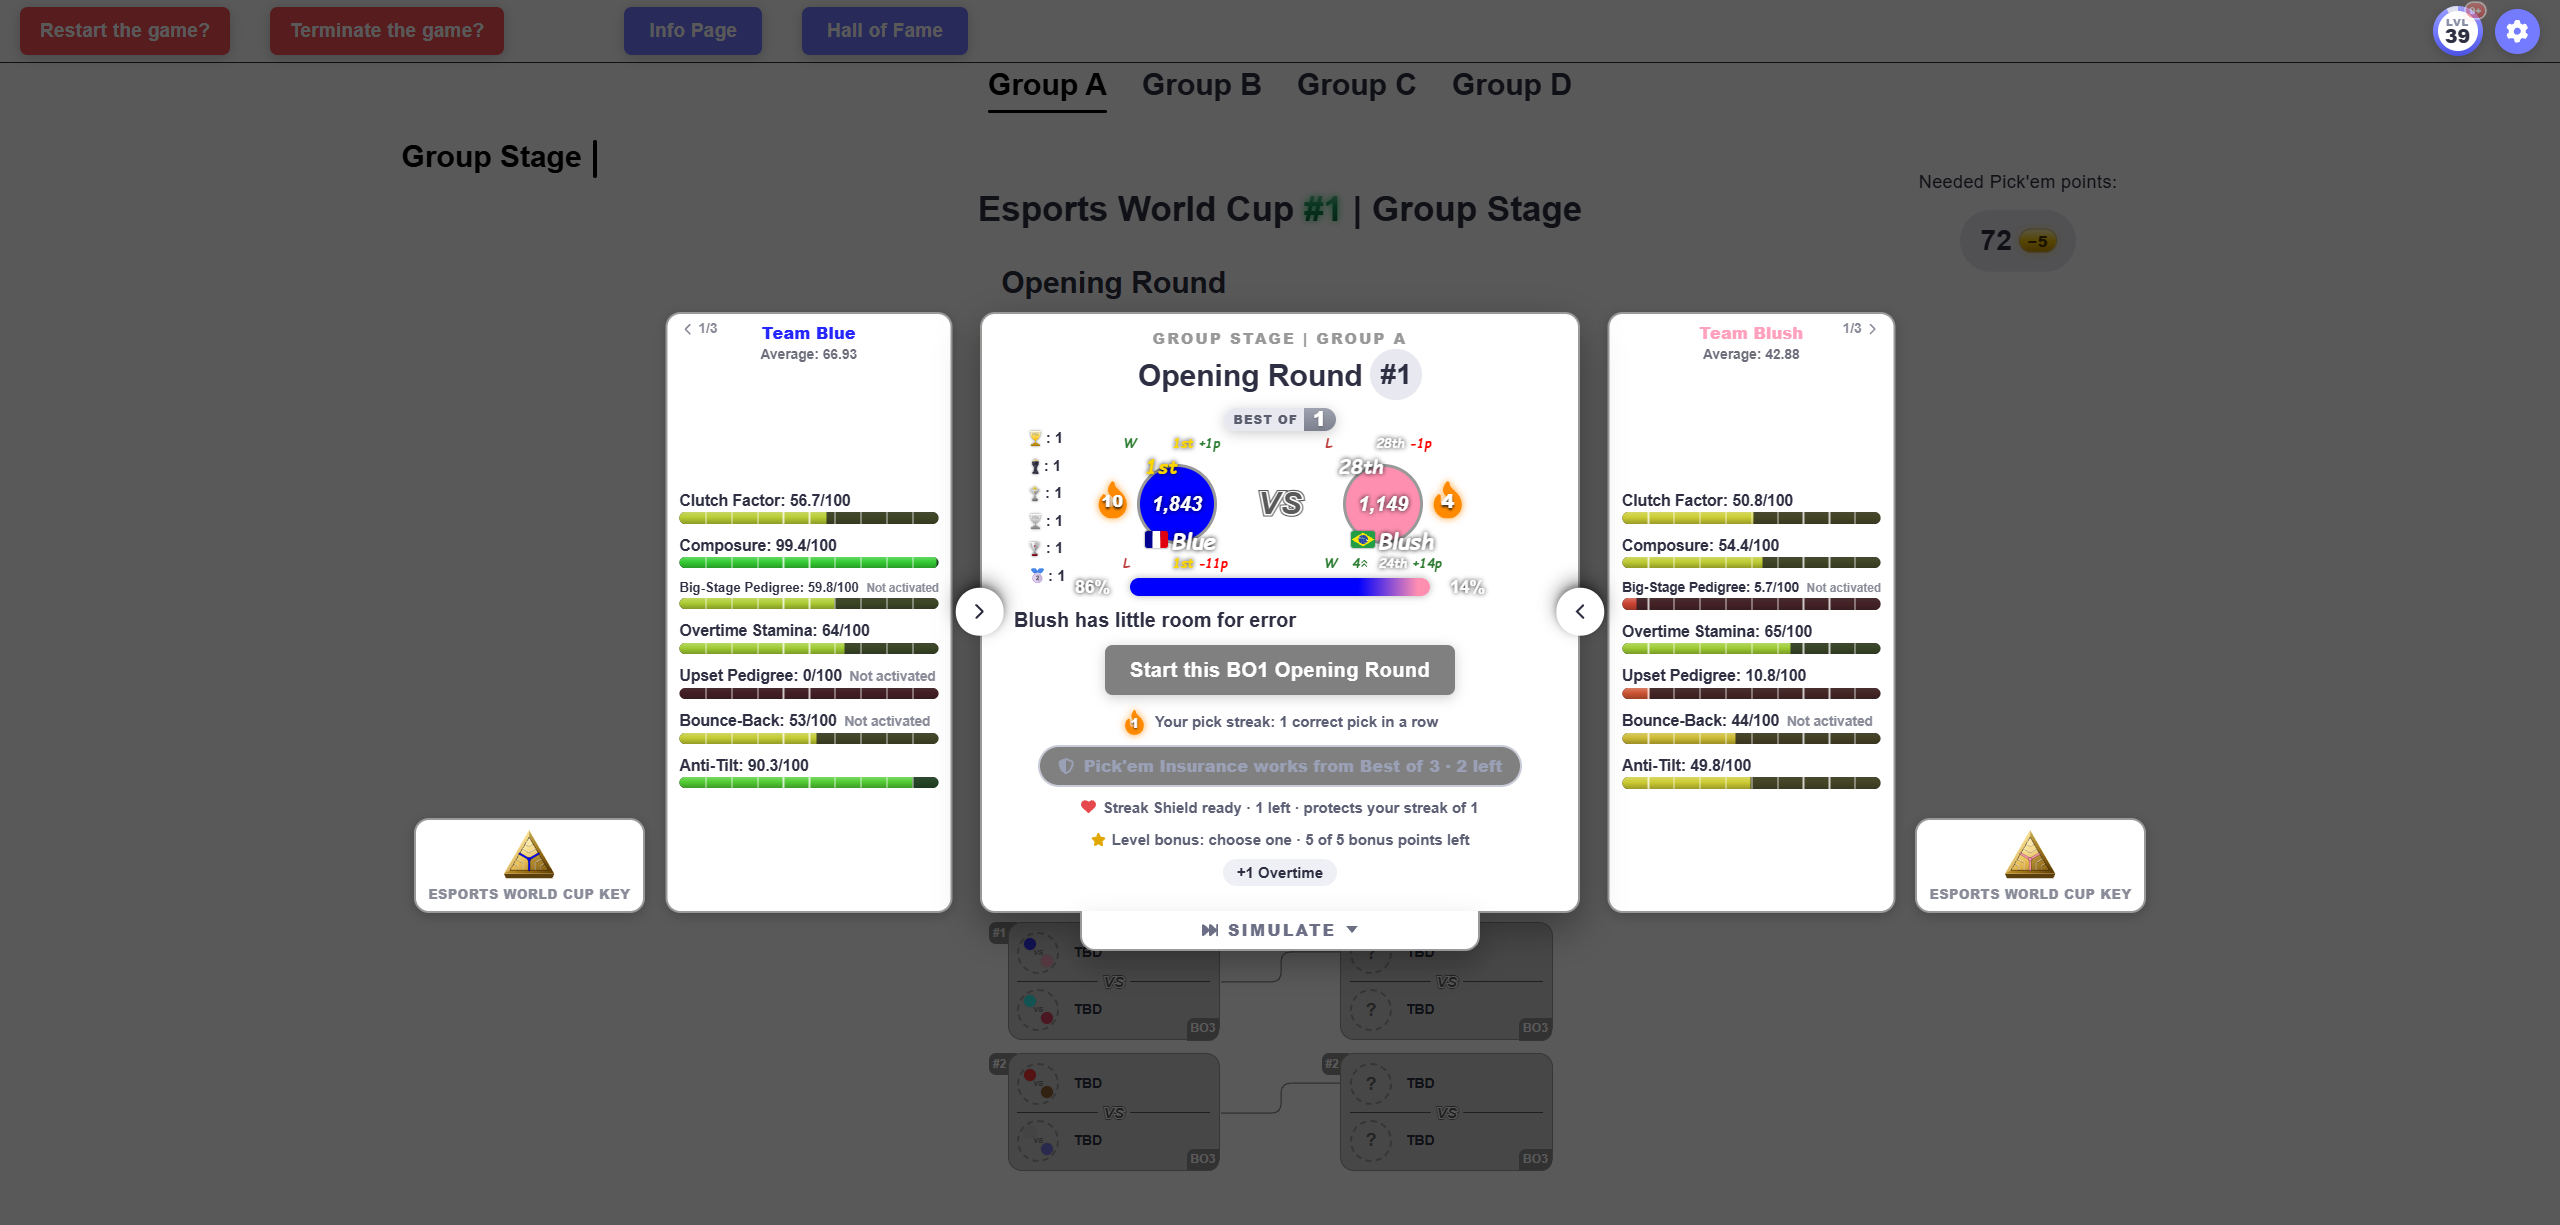 Restart the game?
Terminate the game?
Info Page
Hall of Fame
LVL
39
9+
Group A
Group B
Group C
Group D
Group Stage
Esports World Cup #1 | Group Stage
Needed Pick'em points:
72 -5
Opening Round
1/3
Team Blue
Average: 66.93
Clutch Factor: 56.7/100
Composure: 99.4/100
Big-Stage Pedigree: 59.8/100 Not activated
Overtime Stamina: 64/100
Upset Pedigree: 0/100 Not activated
Bounce-Back: 53/100 Not activated
Anti-Tilt: 90.3/100
ESPORTS WORLD CUP KEY
GROUP STAGE | GROUP A
Opening Round #1
BEST OF 1
: 1
: 1
: 1
: 1
: 1
: 1
W 1st +1p
L 28th -1p
1st
28th
10
1,843
VS
1,149
4
Blue
Blush
L 1st -11p
W 4 24th +14p
86%
14%
Blush has little room for error
Start this BO1 Opening Round
1 Your pick streak: 1 correct pick in a row
Pick'em Insurance works from Best of 3 · 2 left
Streak Shield ready · 1 left · protects your streak of 1
Level bonus: choose one · 5 of 5 bonus points left
+1 Overtime
SIMULATE
Team Blush
1/3
Average: 42.88
Clutch Factor: 50.8/100
Composure: 54.4/100
Big-Stage Pedigree: 5.7/100 Not activated
Overtime Stamina: 65/100
Upset Pedigree: 10.8/100
Bounce-Back: 44/100 Not activated
Anti-Tilt: 49.8/100
ESPORTS WORLD CUP KEY
#1
VS
TBD
VS
VS
TBD
BO3
?
TBD
VS
?
TBD
BO3
#2
VS
TBD
VS
VS
TBD
BO3
#2
?
TBD
VS
?
TBD
BO3